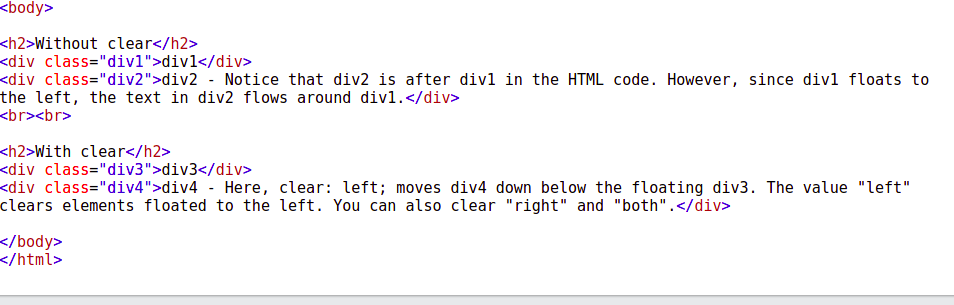 <body>
<h2>Without clear</h2>
<div class="div1">div1</div>
<div class="div2">div2 - Notice that div2 is after div1 in the HTML code. However, since div1 floats to
the left, the text in div2 flows around div1.</div>
<br><br>
<h2>With clear</h2>
<div class="div3">div3</div>
<div class="div4">div4 - Here, clear: left; moves div4 down below the floating div3. The value "left"
clears elements floated to the left. You can also clear "right" and "both".</div>
</body>
</html>